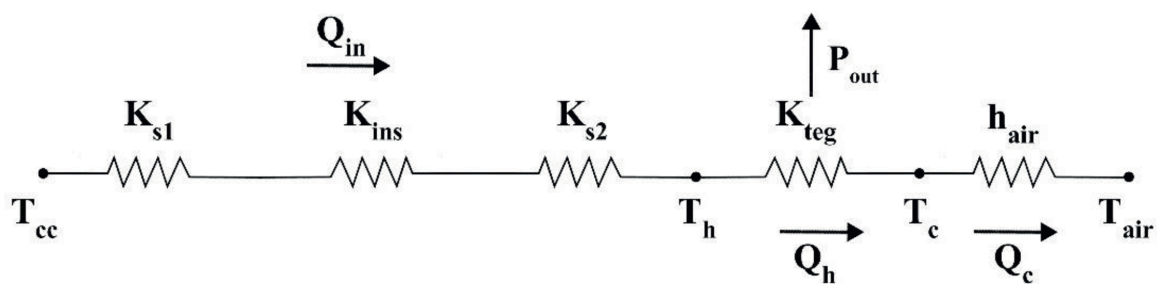 Q_in
P_out
K_s1 K_ins K_s2 K_teg h_air
T_cc T_h T_c T_air
Q_h Q_c